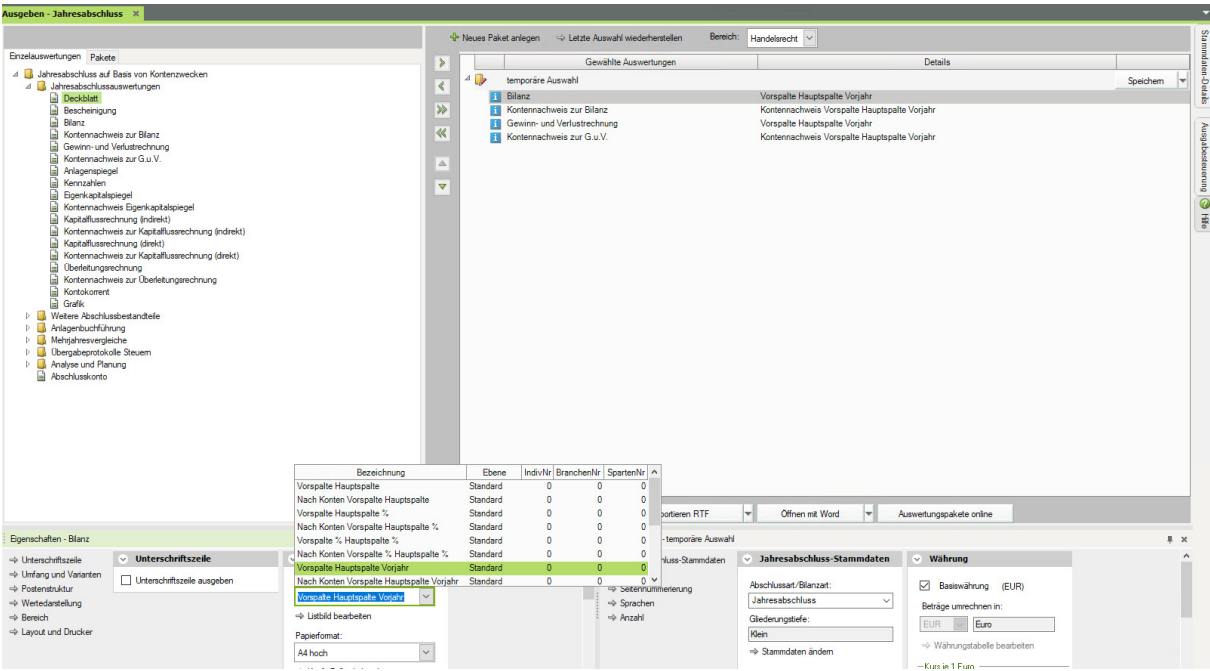 Ausgeben - Jahresabschluss
Neues Paket anlegen
Letzte Auswahl wiederherstellen
Bereich:
Handelsrecht
Einzelauswertungen
Pakete
Jahresabschluss auf Basis von Kontenzwecken
Jahresabschlussauswertungen
Deckblatt
Bescheinigung
Bilanz
Kontennachweis zur Bilanz
Gewinn- und Verlustrechnung
Kontennachweis zur G.u.V.
Anlagenspiegel
Kennzahlen
Eigenkapitalspiegel
Kontennachweis Eigenkapitalspiegel
Kapitalflussrechnung (indirekt)
Kontennachweis zur Kapitalflussrechnung (indirekt)
Kapitalflussrechnung (direkt)
Kontennachweis zur Kapitalflussrechnung (direkt)
Überleitungsrechnung
Kontennachweis zur Überleitungsrechnung
Kontokorrent
Grafik
Weitere Abschlussbestandteile
Anlagenbuchführung
Mehrjahresvergleiche
Übergabeprotokolle Steuern
Analyse und Planung
Abschlusskonto
Gewählte Auswertungen Details
temporäre Auswahl Speichern
Bilanz Vorspalte Hauptspalte Vorjahr
Kontennachweis zur Bilanz Kontennachweis Vorspalte Hauptspalte Vorjahr
Gewinn- und Verlustrechnung Vorspalte Hauptspalte Vorjahr
Kontennachweis zur G.u.V. Kontennachweis Vorspalte Hauptspalte Vorjahr
Stammdaten-Details
Ausgabesteuerung
Hilfe
Bezeichnung Ebene IndivNr BranchenNr SpartenNr
Vorspalte Hauptspalte Standard 0 0 0
Nach Konten Vorspalte Hauptspalte Standard 0 0 0
Vorspalte Hauptspalte % Standard 0 0 0
Nach Konten Vorspalte Hauptspalte % Standard 0 0 0
Vorspalte % Hauptspalte % Standard 0 0 0
Nach Konten Vorspalte % Hauptspalte % Standard 0 0 0
Vorspalte Hauptspalte Vorjahr Standard 0 0 0
Nach Konten Vorspalte Hauptspalte Vorjahr Standard 0 0 0
Vorspalte Hauptspalte Vorjahr
Listbild bearbeiten
Papierformat:
A4 hoch
portieren RTF
Öffnen mit Word
Auswertungspakete online
Eigenschaften - Bilanz
Unterschriftszeile
Umfang und Varianten
Postenstruktur
Wertedarstellung
Bereich
Layout und Drucker
Unterschriftszeile
Unterschriftszeile ausgeben
- temporäre Auswahl
hluss-Stammdaten
Seitennummerierung
Sprachen
Anzahl
Jahresabschluss-Stammdaten
Abschlussart/Bilanzart:
Jahresabschluss
Gliederungstiefe:
Klein
Stammdaten ändern
Währung
Basiswährung (EUR)
Beträge umrechnen in:
EUR Euro
Währungstabelle bearbeiten
Kurs je 1 Euro